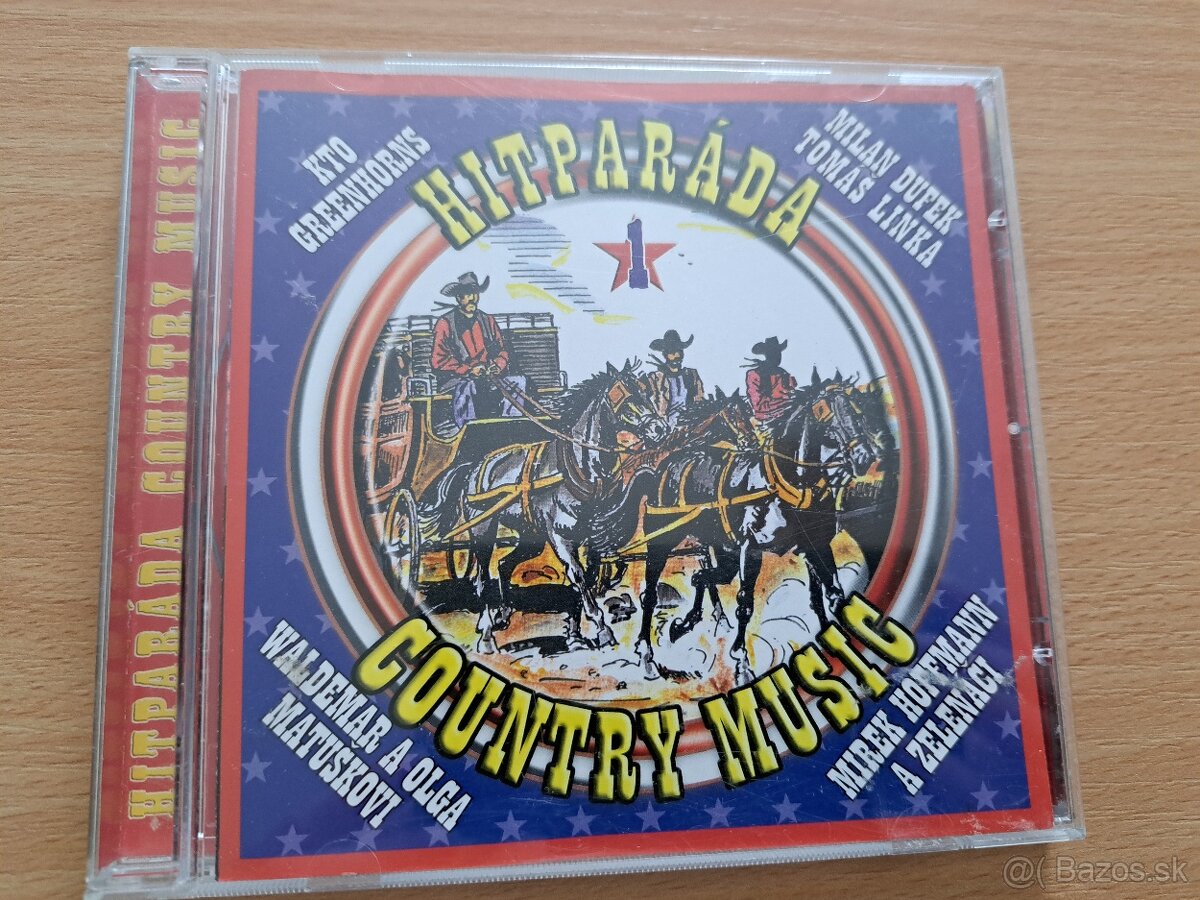 HITPARÁDA COUNTRY MUSIC
KTO
GREENHORNS
HITPARÁDA
MILAN DUFEK
TOMÁŠ LINKA
1
WALDEMAR A OLGA
MATUŠKOVI
COUNTRY MUSIC
MIREK HOFMANN
A ZELENÁČI
@( Bazos.sk